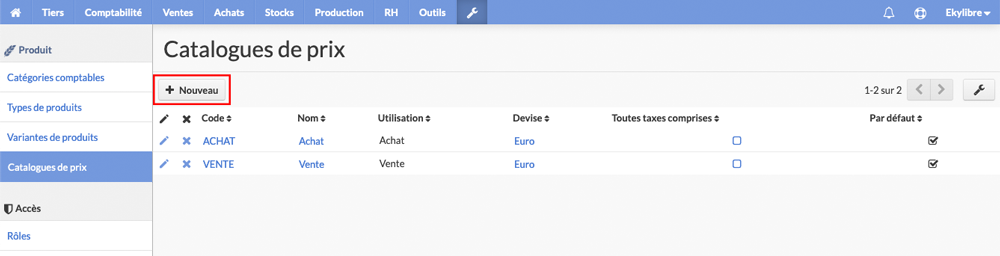 Tiers Comptabilité Ventes Achats Stocks Production RH Outils Ekylibre
Produit
Catégories comptables
Types de produits
Variantes de produits
Catalogues de prix
Accès
Rôles
Catalogues de prix
Nouveau
1-2 sur 2
Code Nom Utilisation Devise Toutes taxes comprises Par défaut
ACHAT Achat Achat Euro
VENTE Vente Vente Euro